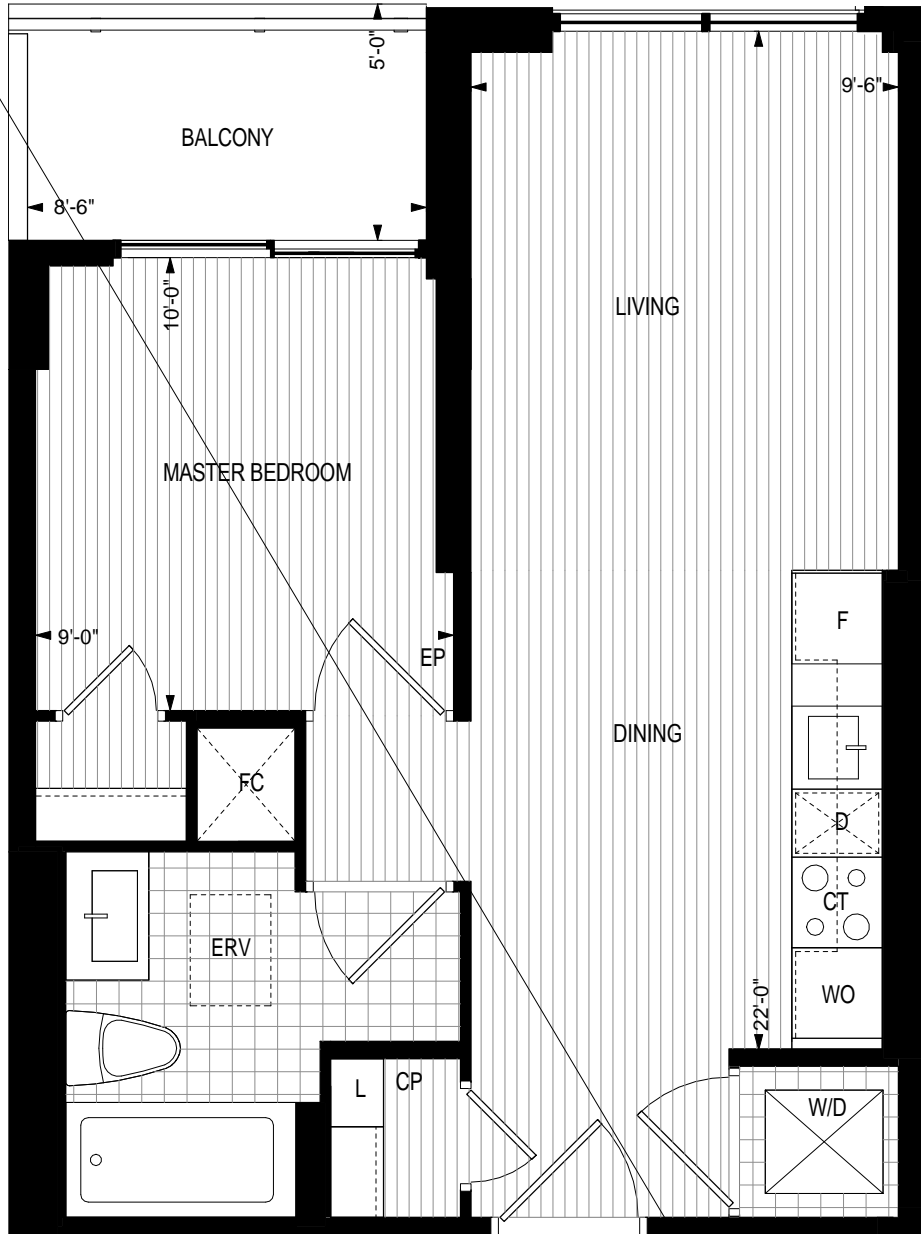 5'-0"
9'-6"
BALCONY
8'-6"
10'-0"
LIVING
MASTER BEDROOM
F
9'-0"
EP
DINING
FC
D
CT
ERV
WO
22'-0"
L
CP
W/D